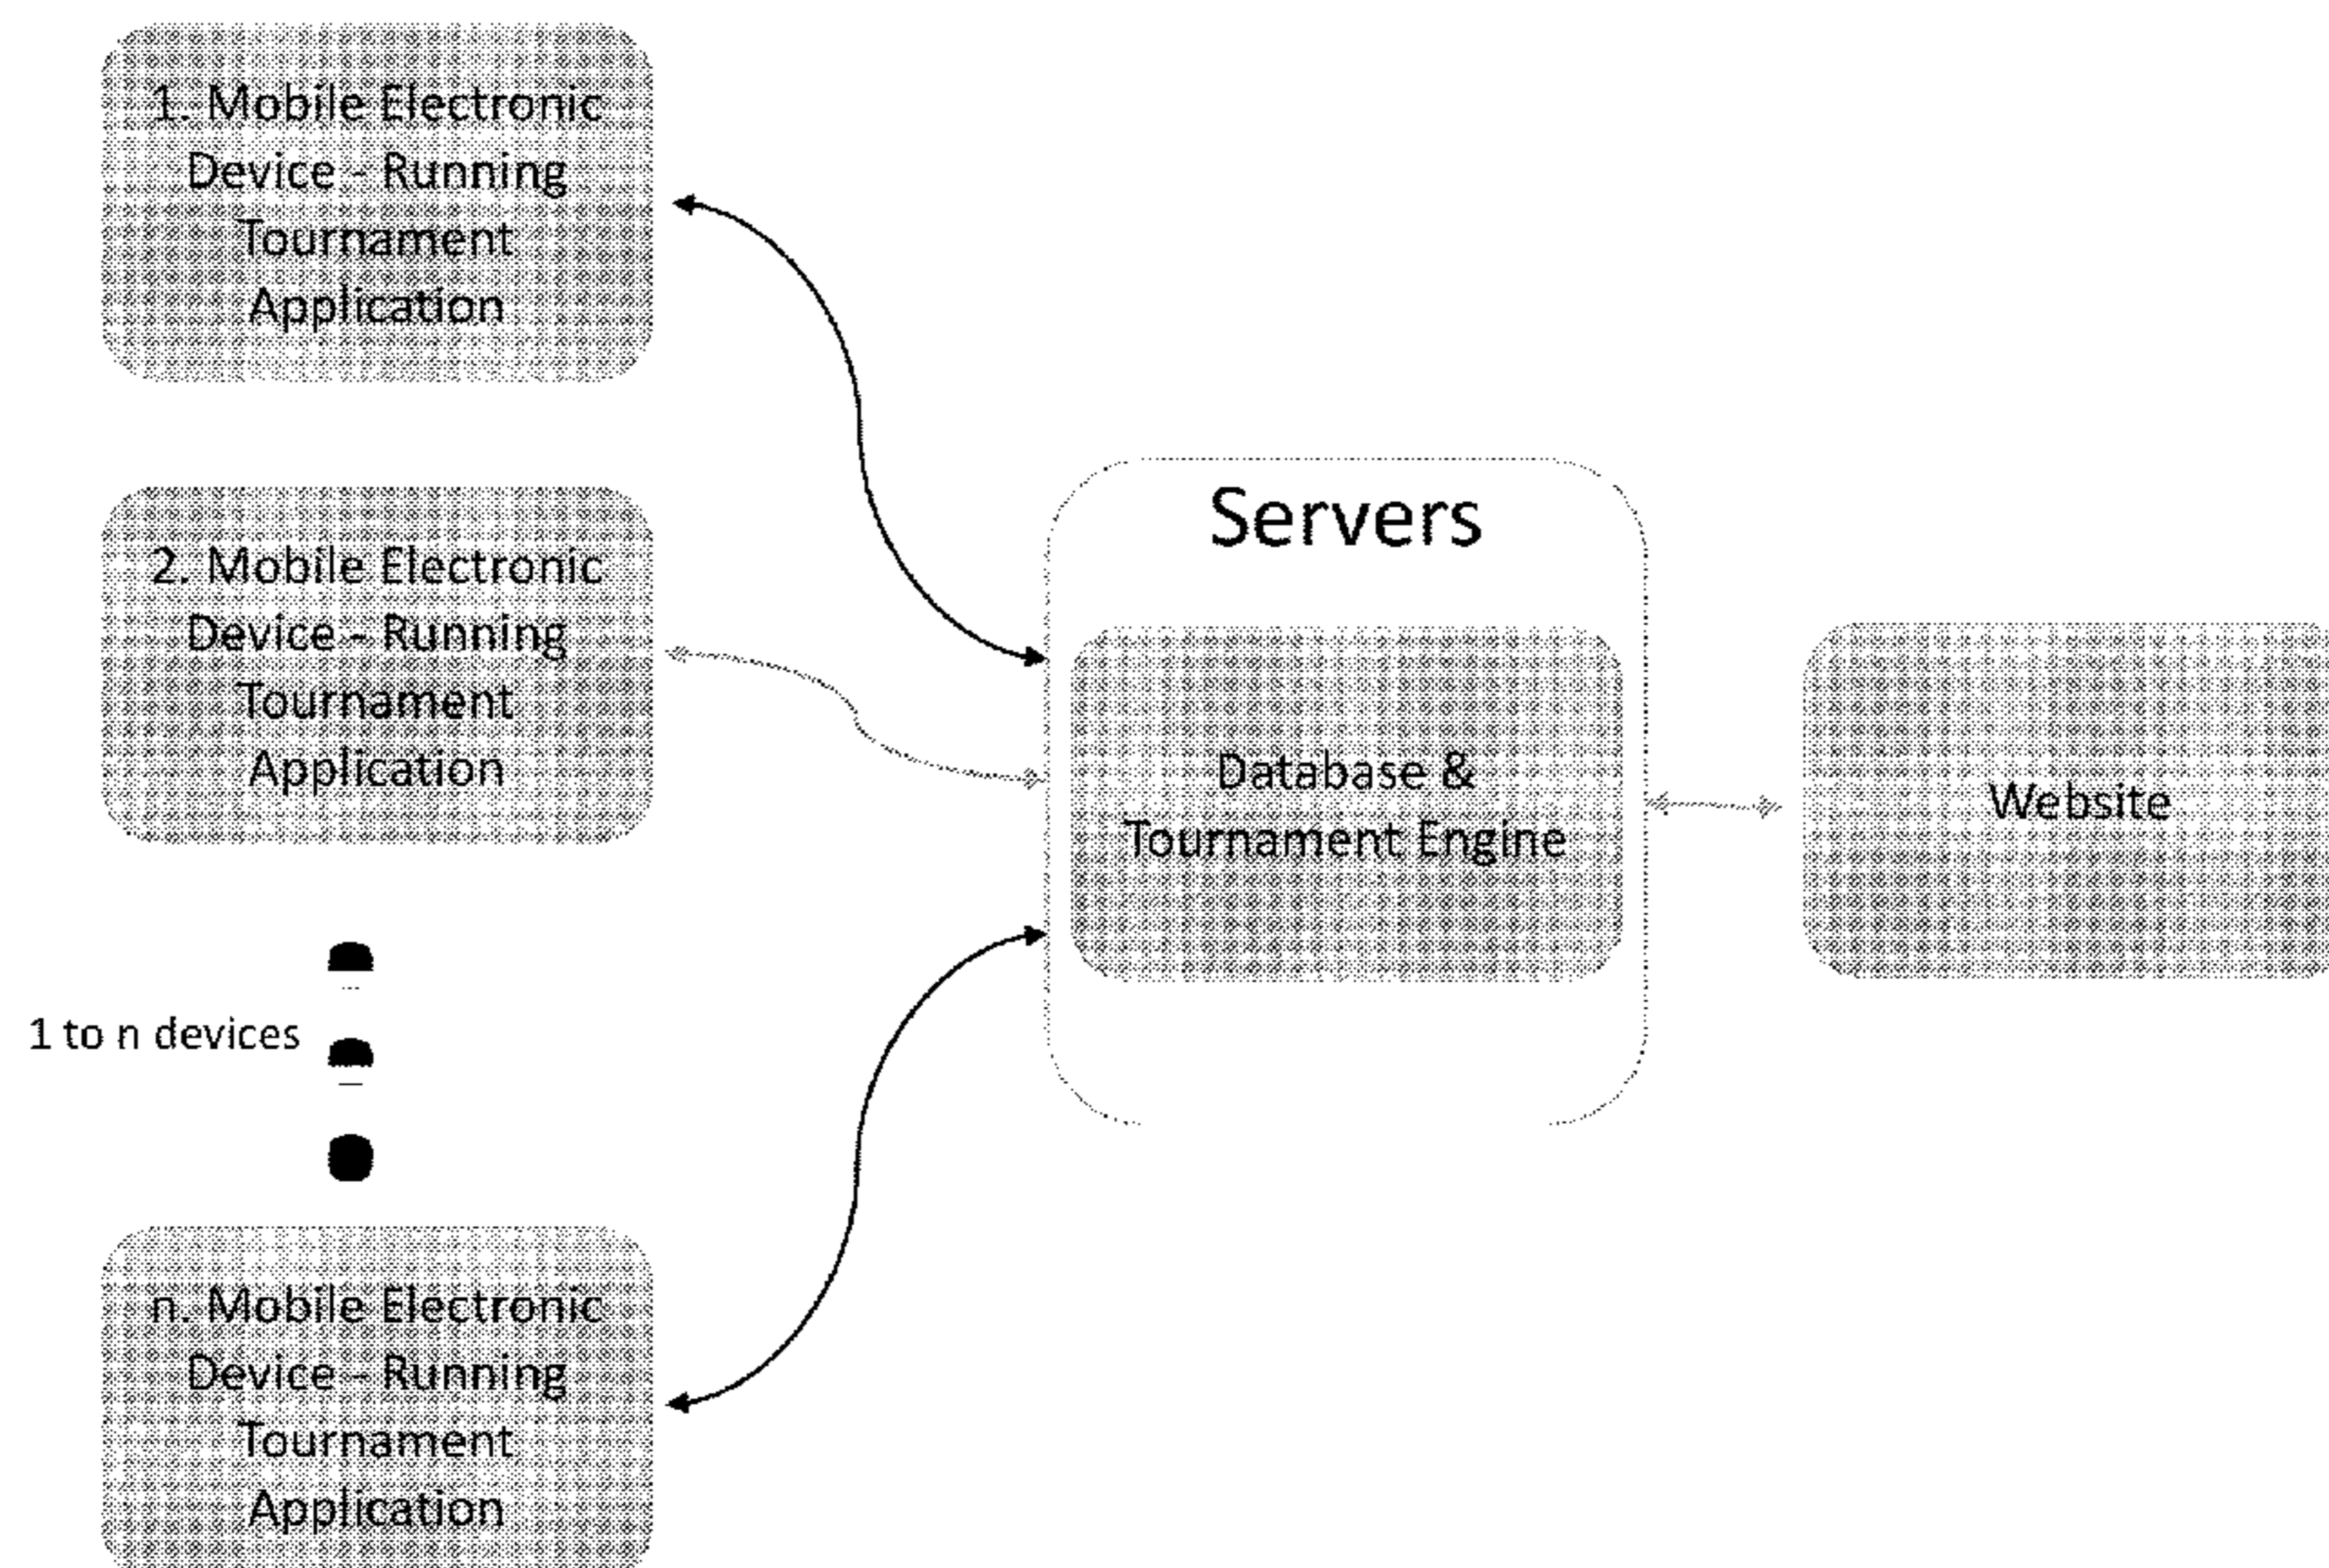 1. Mobile Electronic
Device - Running
Tournament
Application
2. Mobile Electronic
Device - Running
Tournament
Application
1 to n devices
n. Mobile Electronic
Device - Running
Tournament
Application
Servers
Database &
Tournament Engine
Website